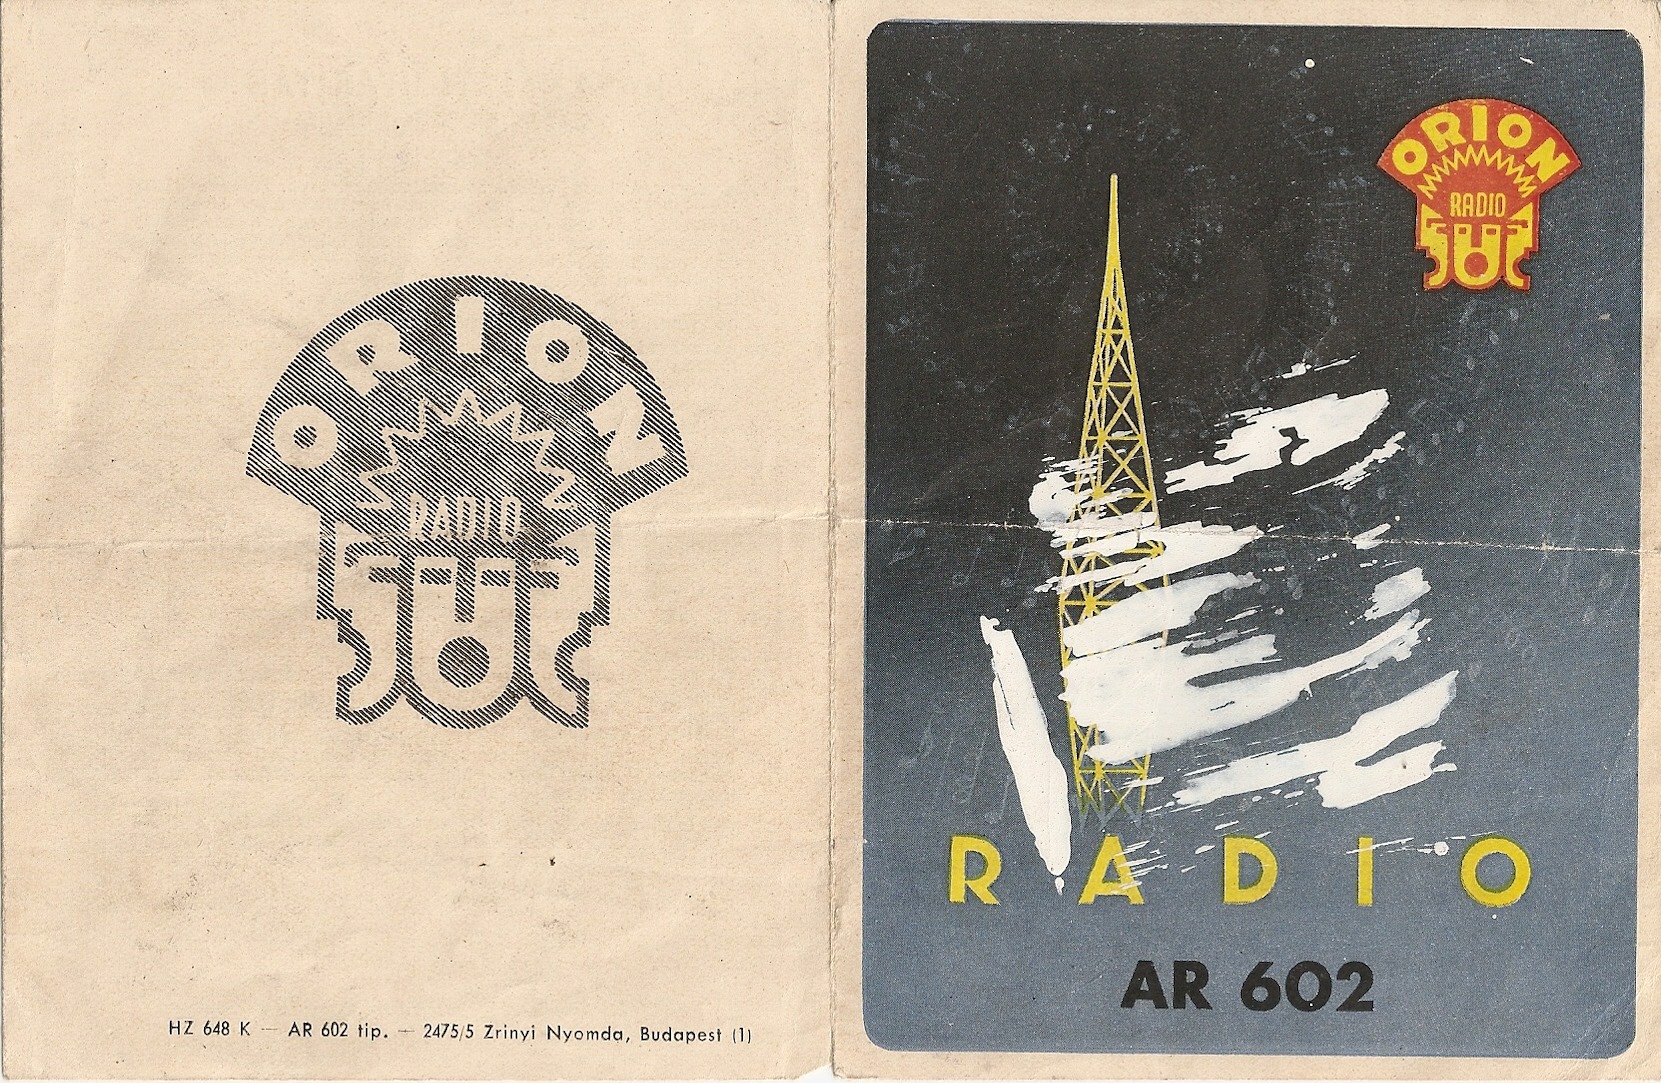 ORION
RADIO
HZ 648 K — AR 602 tip. — 2475/5 Zrinyi Nyomda, Budapest (1)
ORION
RADIO
RADIO
AR 602